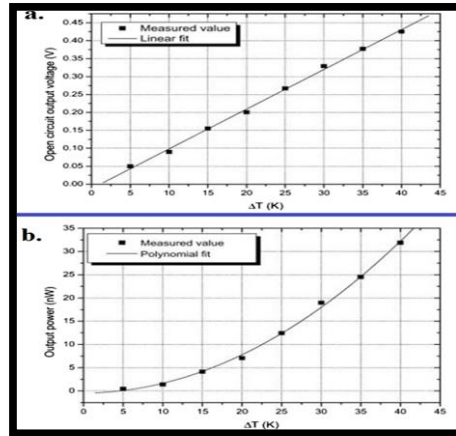 a.
Measured value
Linear fit
Open circuit output voltage (V)
0.45
0.40
0.35
0.30
0.25
0.20
0.15
0.10
0.05
0.00
0 5 10 15 20 25 30 35 40 45
ΔT (K)
b.
Measured value
Polynomial fit
Output power (nW)
35
30
25
20
15
10
5
0
0 5 10 15 20 25 30 35 40 45
ΔT (K)